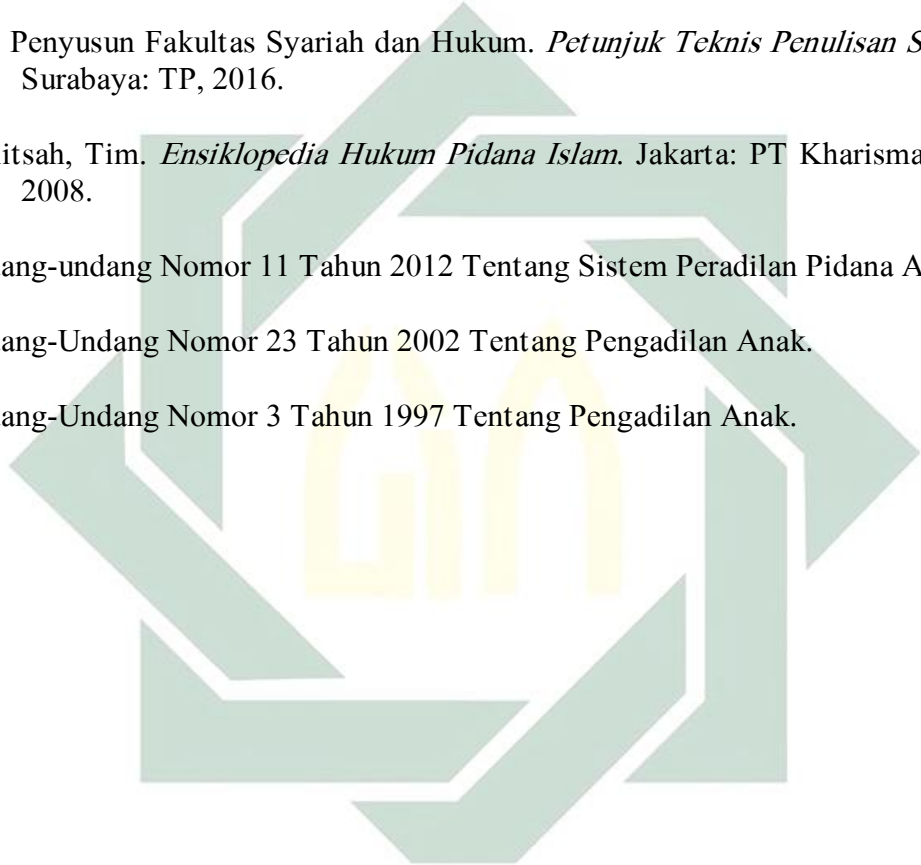 Penyusun Fakultas Syariah dan Hukum. Petunjuk Teknis Penulisan S
Surabaya: TP, 2016.
itsah, Tim. Ensiklopedia Hukum Pidana Islam. Jakarta: PT Kharisma
2008.
ang-undang Nomor 11 Tahun 2012 Tentang Sistem Peradilan Pidana A
ang-Undang Nomor 23 Tahun 2002 Tentang Pengadilan Anak.
ang-Undang Nomor 3 Tahun 1997 Tentang Pengadilan Anak.